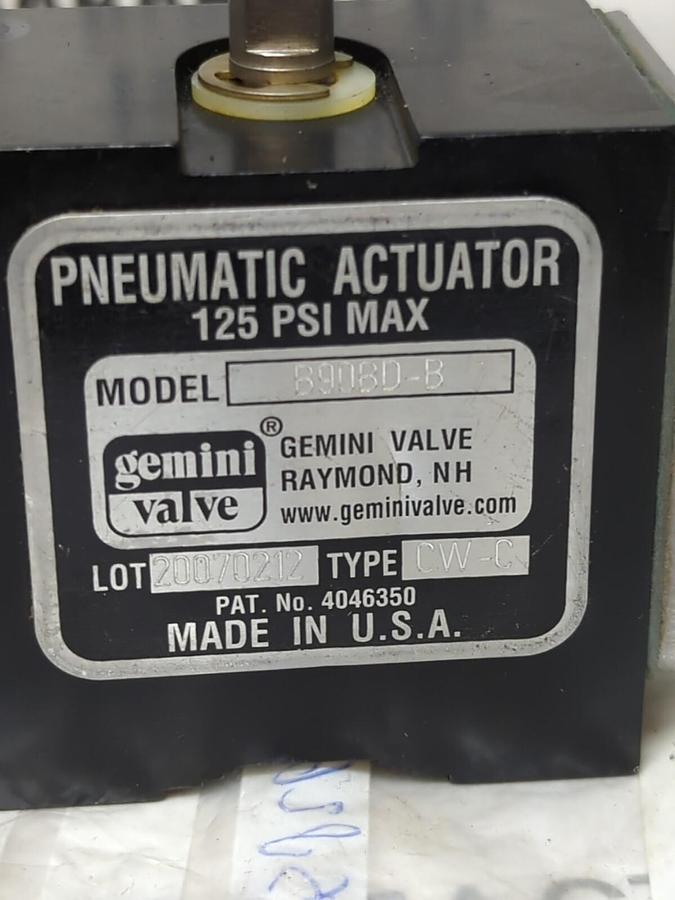 PNEUMATIC ACTUATOR
125 PSI MAX
MODEL B90BD-B
gemini
valve
®
GEMINI VALVE
RAYMOND, NH
www.geminivalve.com
LOT 20070212 TYPE CW-C
PAT. No. 4046350
MADE IN U.S.A.